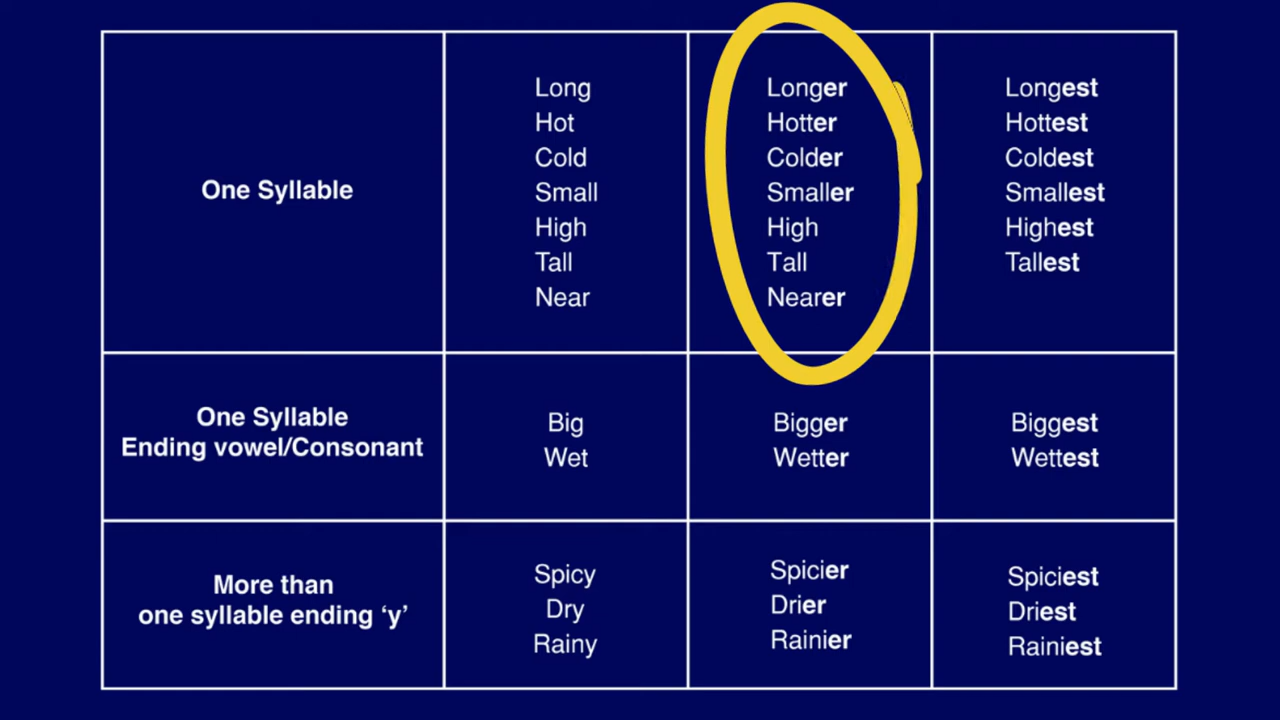 One Syllable
Long
Hot
Cold
Small
High
Tall
Near
Longer
Hotter
Colder
Smaller
High
Tall
Nearer
Longest
Hottest
Coldest
Smallest
Highest
Tallest
One Syllable
Ending vowel/Consonant
Big
Wet
Bigger
Wetter
Biggest
Wettest
More than
one syllable ending ‘y’
Spicy
Dry
Rainy
Spicier
Drier
Rainier
Spiciest
Driest
Rainiest